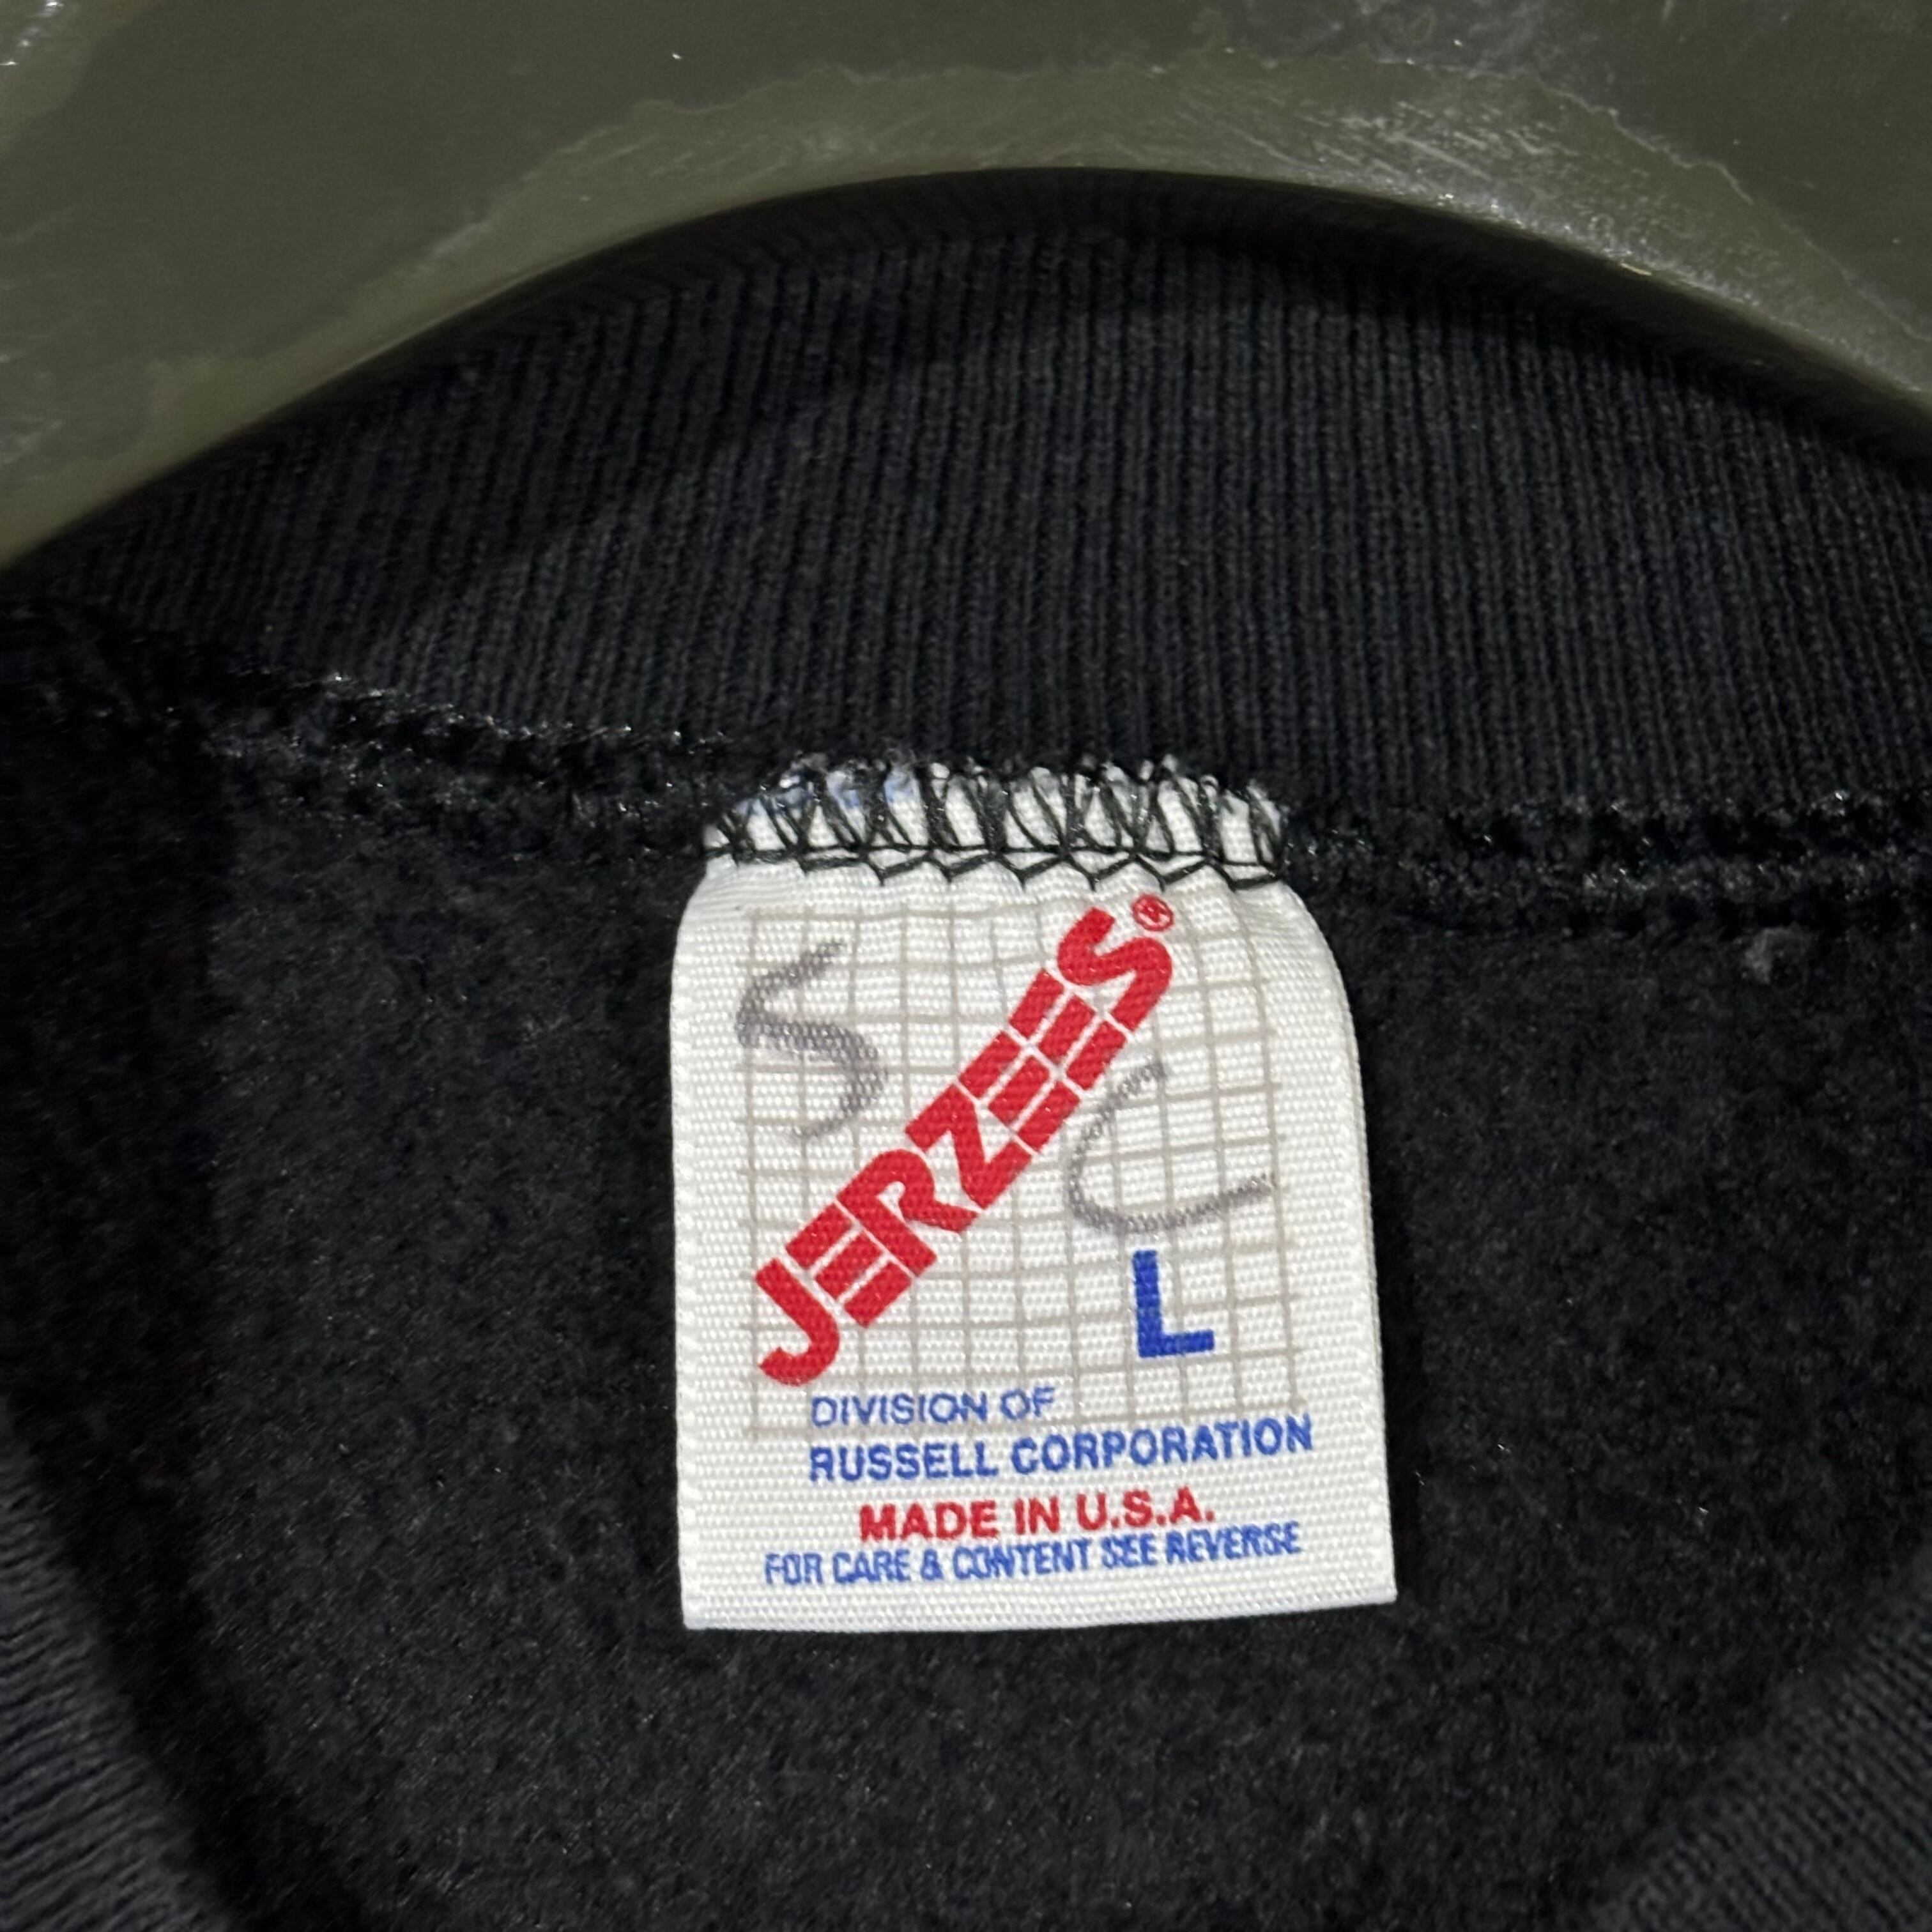 S
JERZEES®
C
L
DIVISION OF
RUSSELL CORPORATION
MADE IN U.S.A.
FOR CARE & CONTENT SEE REVERSE